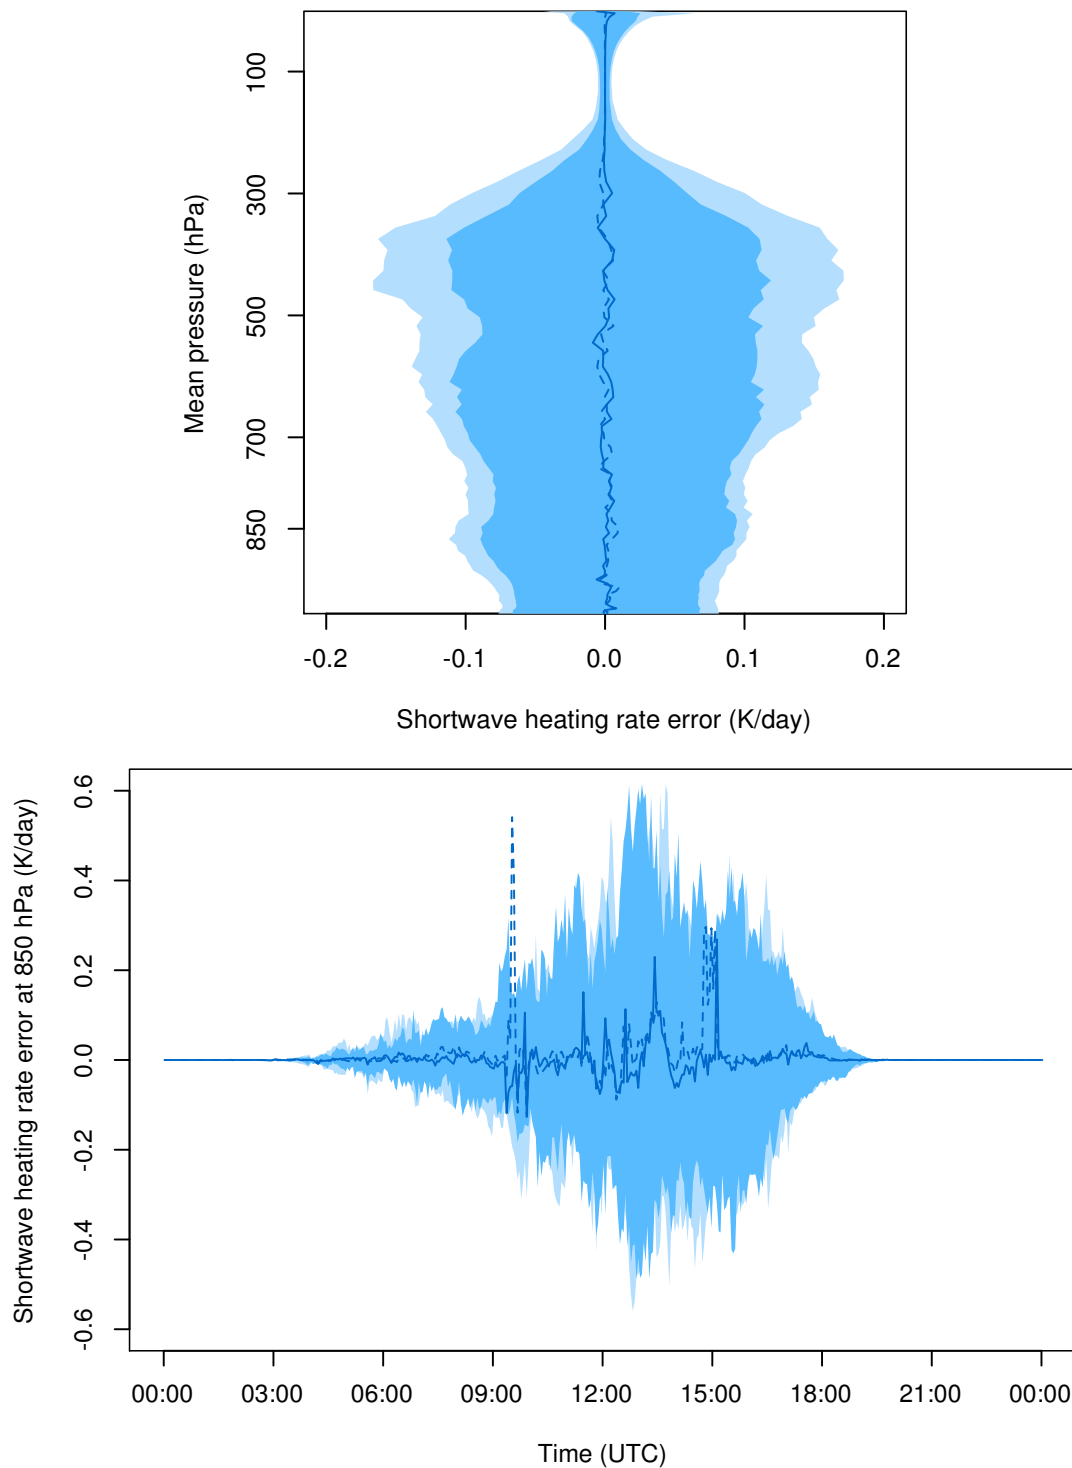 100
300
500
700
850
Mean pressure (hPa)
-0.2 -0.1 0.0 0.1 0.2
Shortwave heating rate error (K/day)
0.6
0.4
0.2
0.0
-0.2
-0.4
-0.6
Shortwave heating rate error at 850 hPa (K/day)
00:00 03:00 06:00 09:00 12:00 15:00 18:00 21:00 00:00
Time (UTC)